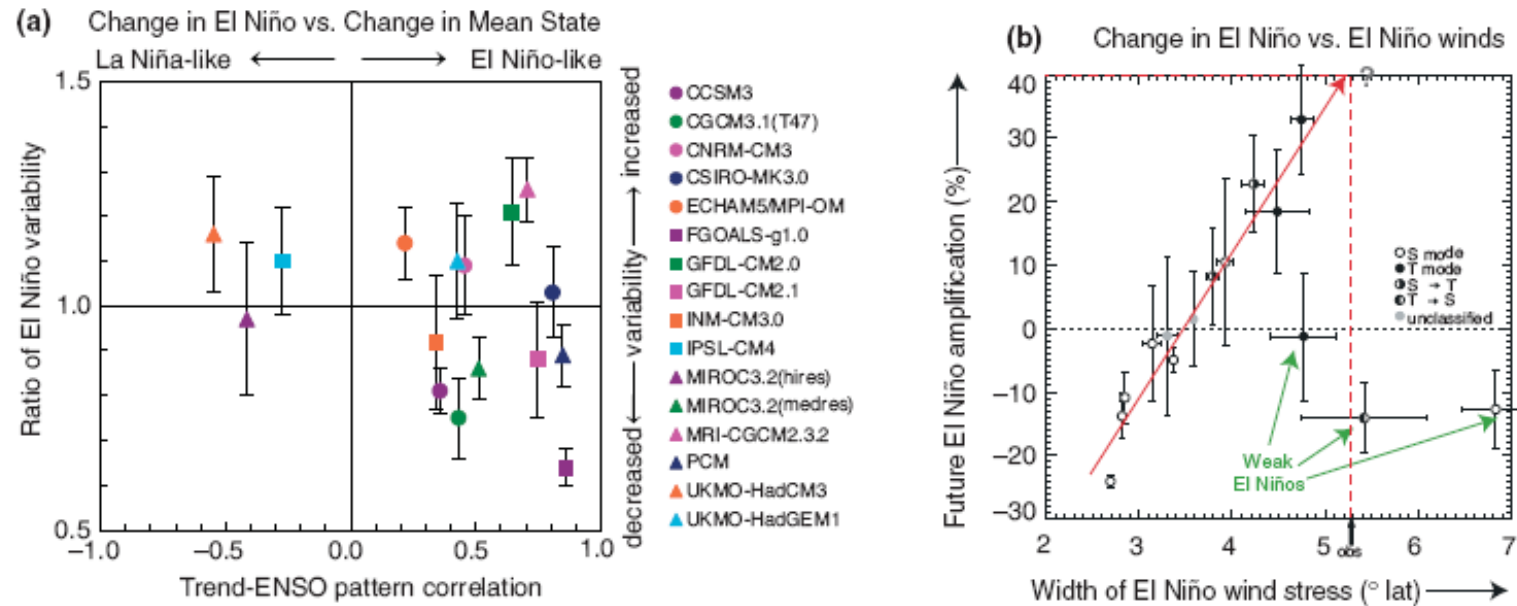 (a) Change in El Niño vs. Change in Mean State
La Niña-like ← → El Niño-like
1.5
1.0
0.5
Ratio of El Niño variability
−1.0 −0.5 0.0 0.5 1.0
Trend-ENSO pattern correlation
decreased ← variability → increased
CCSM3
CGCM3.1(T47)
CNRM-CM3
CSIRO-MK3.0
ECHAM5/MPI-OM
FGOALS-g1.0
GFDL-CM2.0
GFDL-CM2.1
INM-CM3.0
IPSL-CM4
MIROC3.2(hires)
MIROC3.2(medres)
MRI-CGCM2.3.2
PCM
UKMO-HadCM3
UKMO-HadGEM1
(b) Change in El Niño vs. El Niño winds
Future El Niño amplification (%)
40
30
20
10
0
−10
−20
−30
?
S mode
T mode
S → T
T → S
unclassified
Weak
El Niños
2 3 4 5 6 7
obs
Width of El Niño wind stress (° lat)